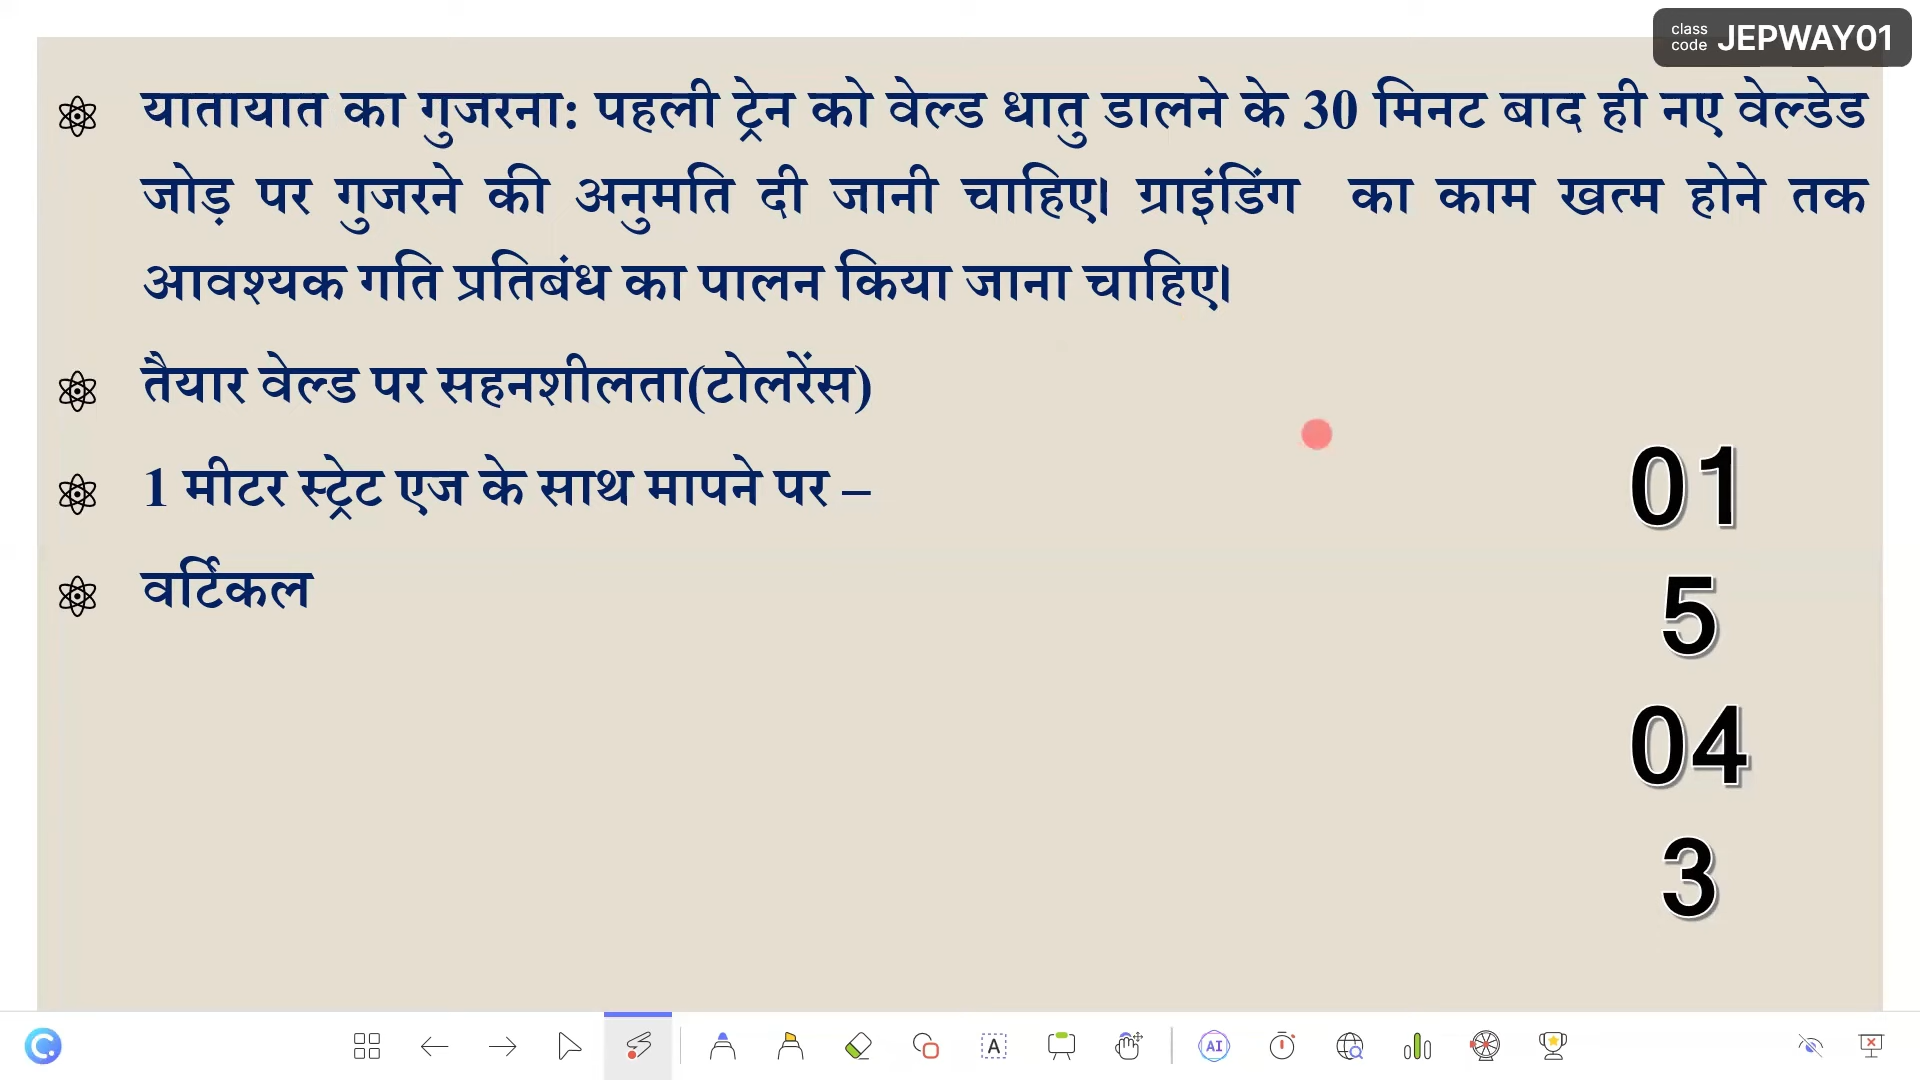 class
code JEPWAY01
यातायात का गुजरना: पहली ट्रेन को वेल्ड धातु डालने के 30 मिनट बाद ही नए वेल्डेड
जोड़ पर गुजरने की अनुमति दी जानी चाहिए। ग्राइंडिंग का काम खत्म होने तक
आवश्यक गति प्रतिबंध का पालन किया जाना चाहिए।
तैयार वेल्ड पर सहनशीलता(टोलरेंस)
1 मीटर स्ट्रेट एज के साथ मापने पर –
वर्टिकल
01
5
04
3
A
AI